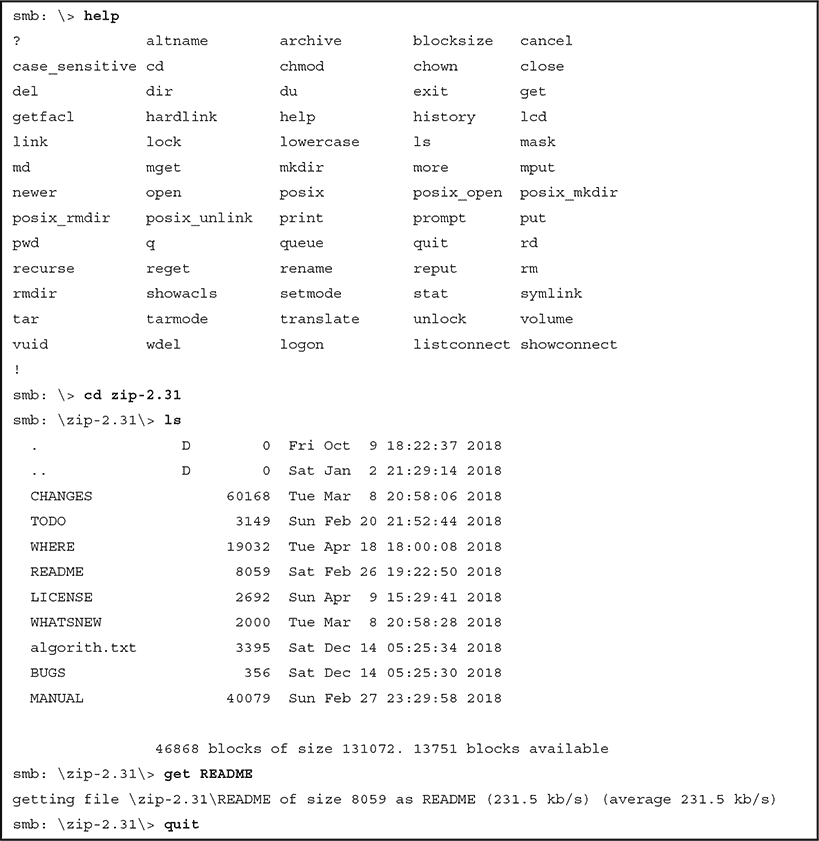 smb: \> help
? altname archive blocksize cancel
case_sensitive cd chmod chown close
del dir du exit get
getfacl hardlink help history lcd
link lock lowercase ls mask
md mget mkdir more mput
newer open posix posix_open posix_mkdir
posix_rmdir posix_unlink print prompt put
pwd q queue quit rd
recurse reget rename reput rm
rmdir showacls setmode stat symlink
tar tarmode translate unlock volume
vuid wdel logon listconnect showconnect
!
smb: \> cd zip-2.31
smb: \zip-2.31\> ls
. D 0 Fri Oct 9 18:22:37 2018
.. D 0 Sat Jan 2 21:29:14 2018
CHANGES 60168 Tue Mar 8 20:58:06 2018
TODO 3149 Sun Feb 20 21:52:44 2018
WHERE 19032 Tue Apr 18 18:00:08 2018
README 8059 Sat Feb 26 19:22:50 2018
LICENSE 2692 Sun Apr 9 15:29:41 2018
WHATSNEW 2000 Tue Mar 8 20:58:28 2018
algorith.txt 3395 Sat Dec 14 05:25:34 2018
BUGS 356 Sat Dec 14 05:25:30 2018
MANUAL 40079 Sun Feb 27 23:29:58 2018
46868 blocks of size 131072. 13751 blocks available
smb: \zip-2.31\> get README
getting file \zip-2.31\README of size 8059 as README (231.5 kb/s) (average 231.5 kb/s)
smb: \zip-2.31\> quit